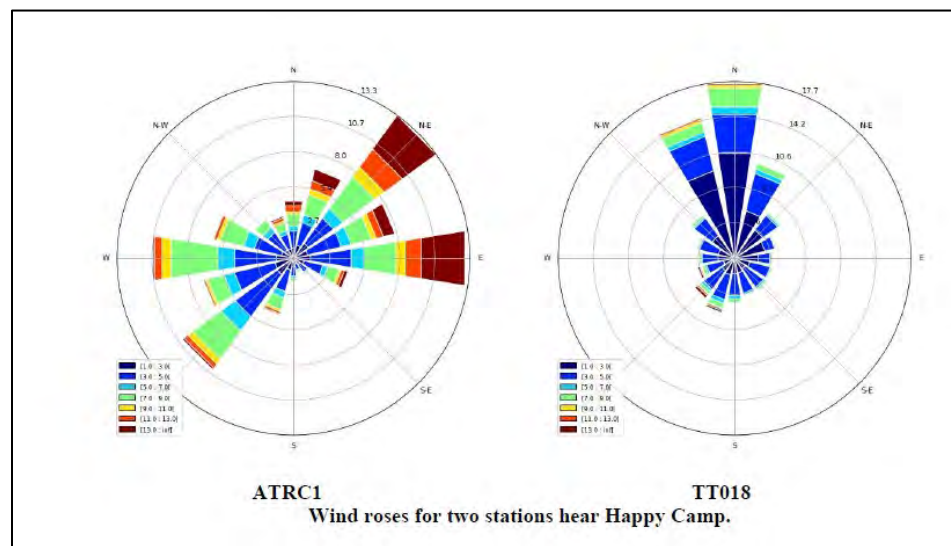 N
13.3
10.7
8.0
N-E
N-W
W
E
S-E
S
[1.0 : 3.0)
[3.0 : 5.0)
[5.0 : 7.0)
[7.0 : 9.0)
[9.0 : 11.0)
[11.0 : 13.0)
[13.0 : inf)
N
17.7
14.2
10.6
N-E
N-W
W
E
S-E
S
[1.0 : 3.0)
[3.0 : 5.0)
[5.0 : 7.0)
[7.0 : 9.0)
[9.0 : 11.0)
[11.0 : 13.0)
[13.0 : inf)
ATRC1
TT018
Wind roses for two stations hear Happy Camp.